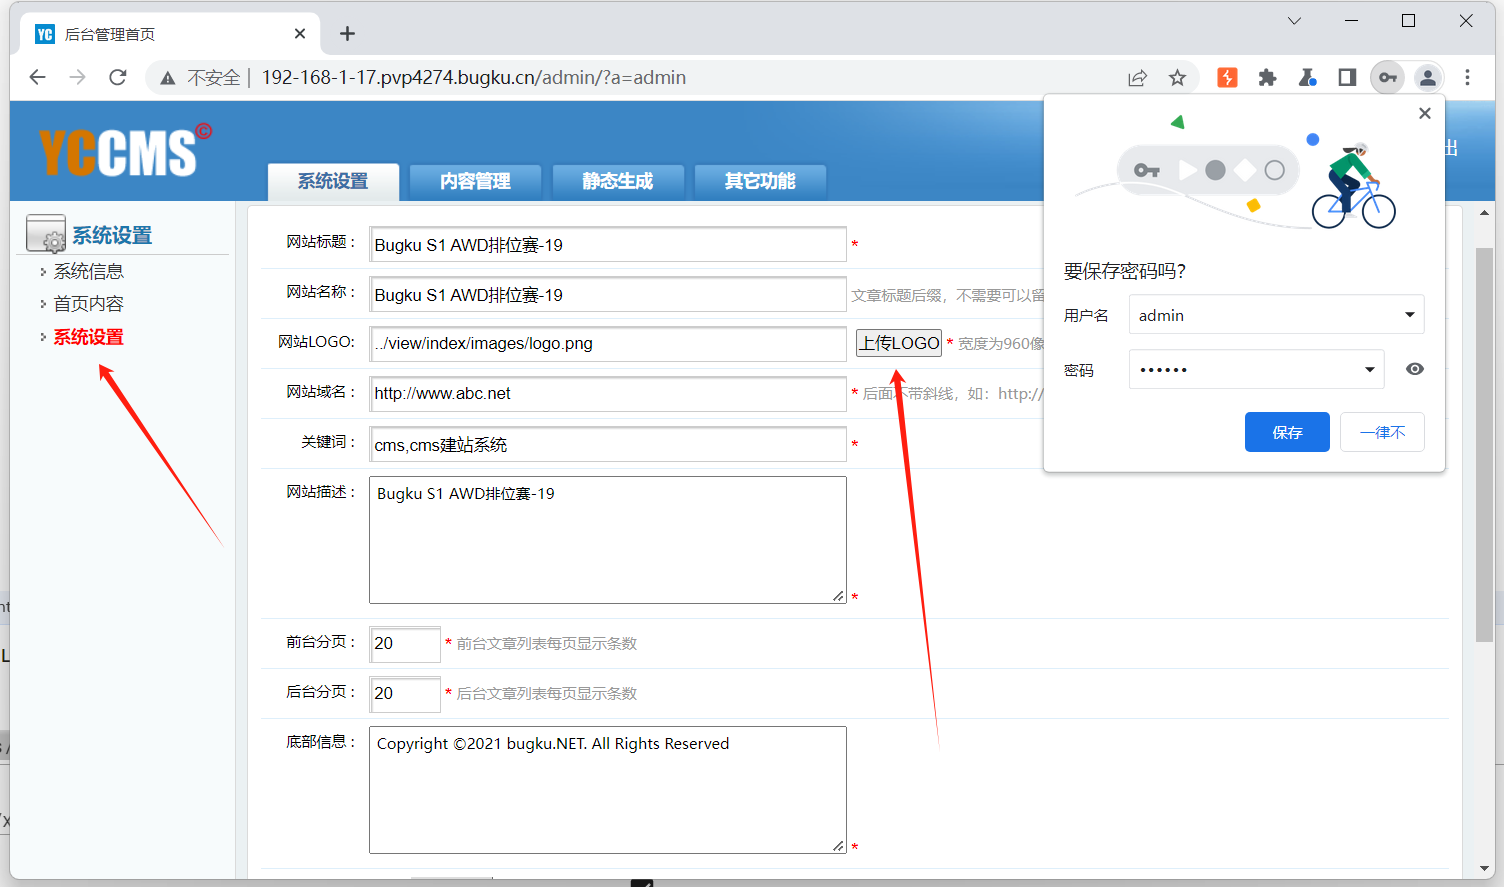 YC 后台管理首页
不安全 192-168-1-17.pvp4274.bugku.cn/admin/?a=admin
YCCMS©
出
系统设置 内容管理 静态生成 其它功能
系统设置
系统信息
首页内容
系统设置
网站标题： Bugku S1 AWD排位赛-19 *
网站名称： Bugku S1 AWD排位赛-19 文章标题后缀，不需要可以留
网站LOGO: ../view/index/images/logo.png 上传LOGO * 宽度为960像
网站域名： http://www.abc.net * 后面不带斜线，如：http://
关键词： cms,cms建站系统 *
网站描述： Bugku S1 AWD排位赛-19
*
前台分页： 20 * 前台文章列表每页显示条数
后台分页： 20 * 后台文章列表每页显示条数
底部信息： Copyright ©2021 bugku.NET. All Rights Reserved
*
要保存密码吗？
用户名 admin
密码 ••••••
保存 一律不